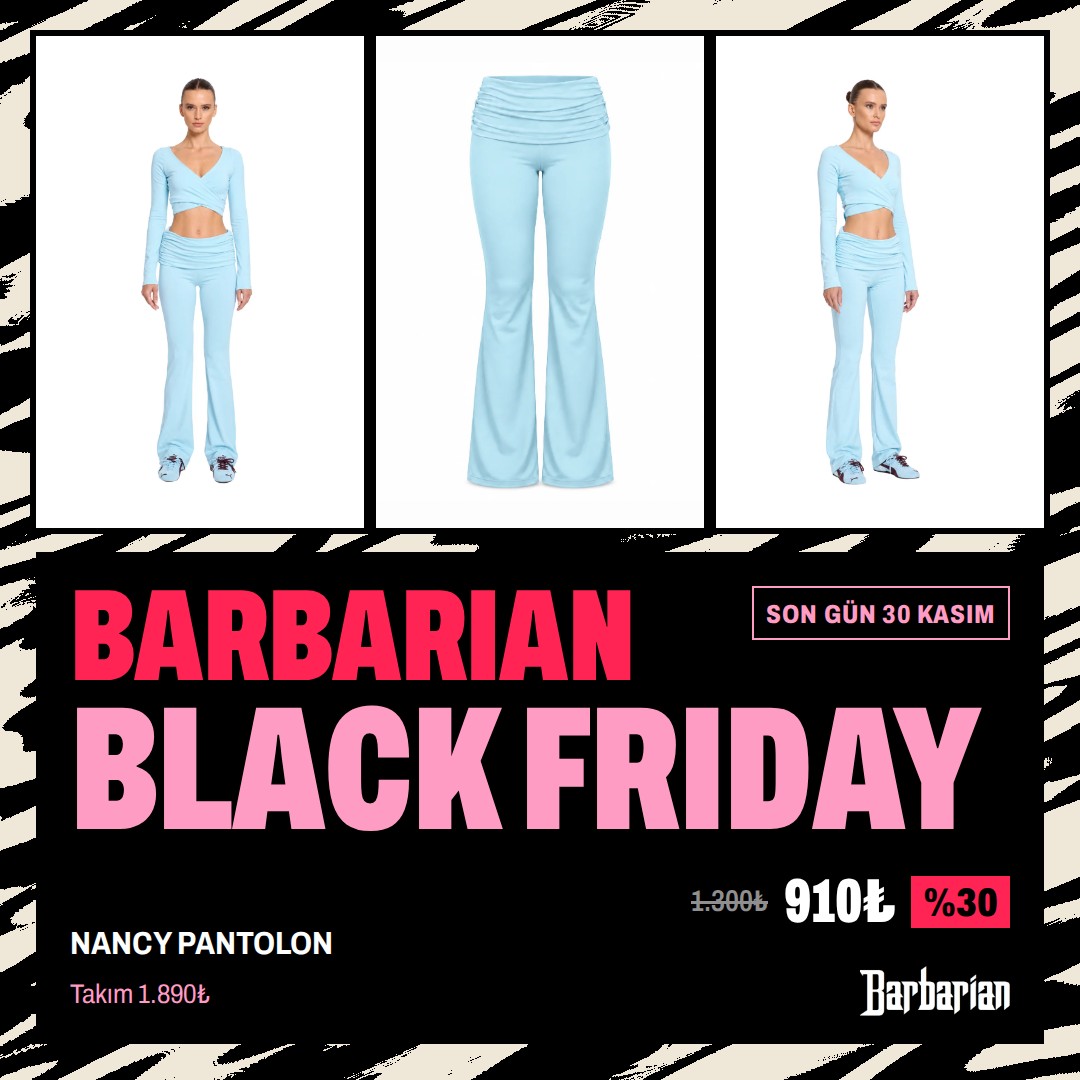 BARBARIAN
SON GÜN 30 KASIM
BLACK FRIDAY
1.300₺ 910₺ %30
NANCY PANTOLON
Takım 1.890₺
Barbarian